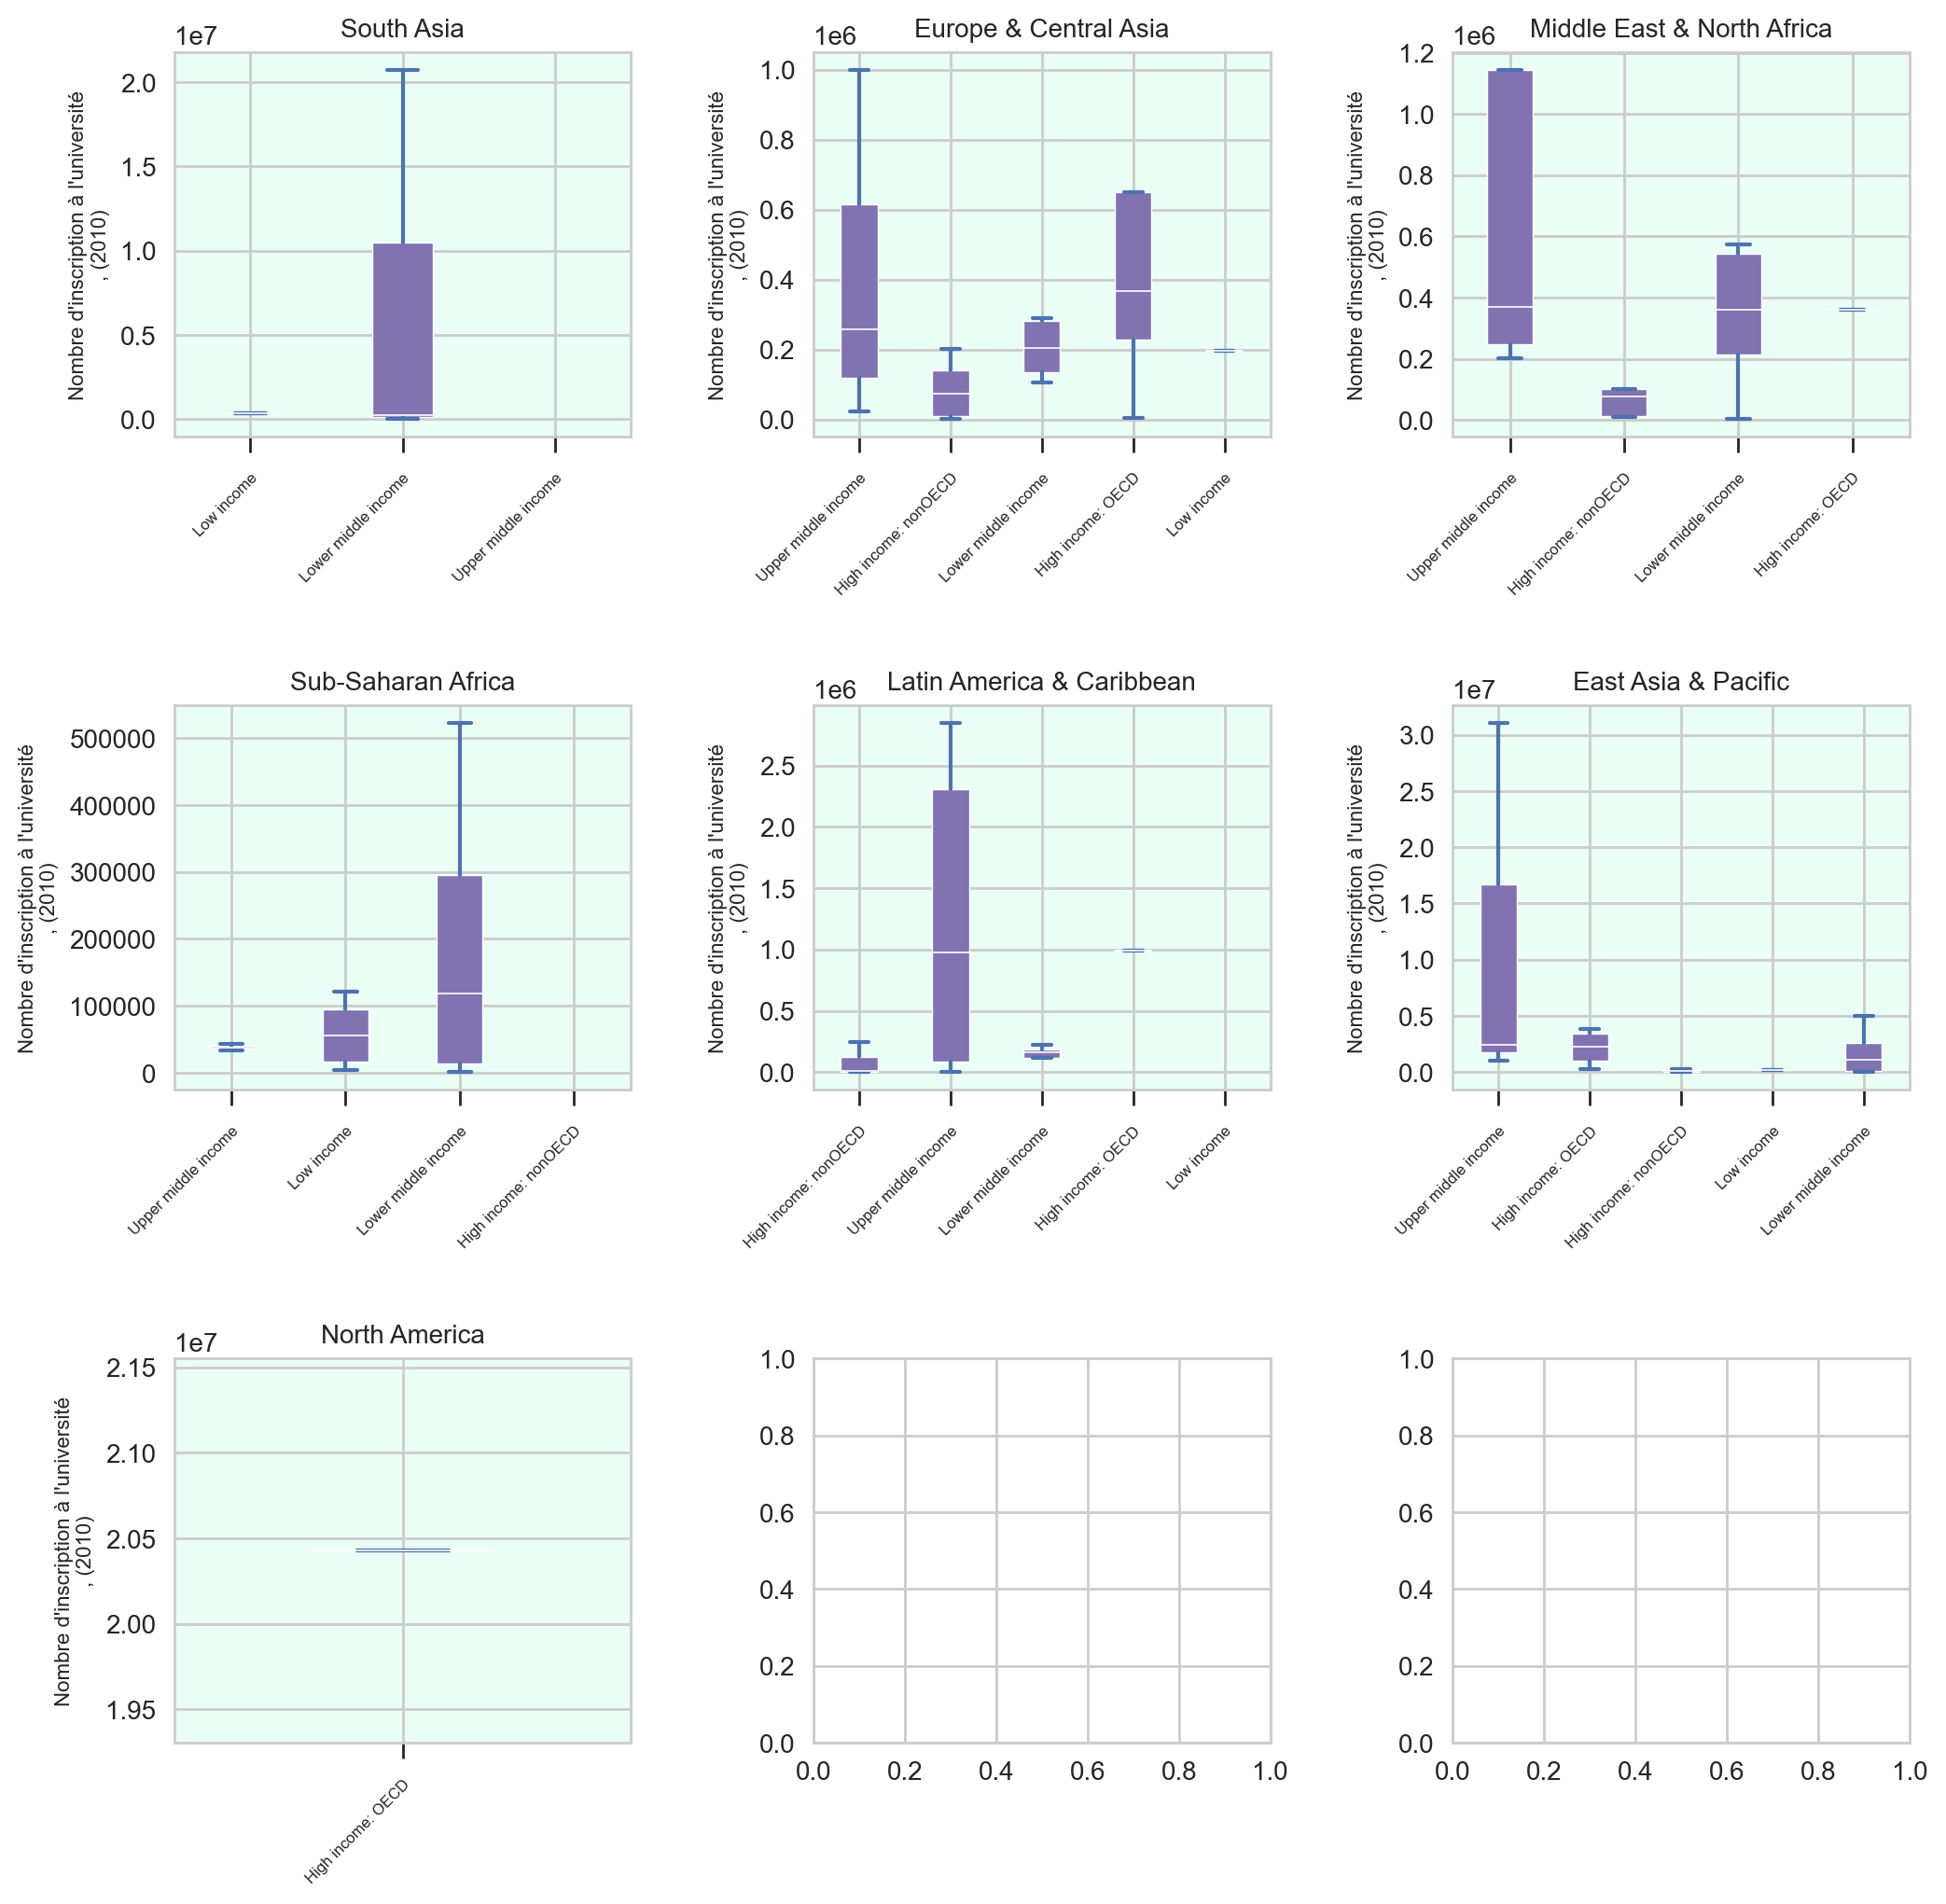 South Asia
1e7
2.0
1.5
1.0
0.5
0.0
Nombre d'inscription à l'université
, (2010)
Low income
Lower middle income
Upper middle income
Europe & Central Asia
1e6
1.0
0.8
0.6
0.4
0.2
0.0
Nombre d'inscription à l'université
, (2010)
Upper middle income
High income: nonOECD
Lower middle income
High income: OECD
Low income
Middle East & North Africa
1e6
1.2
1.0
0.8
0.6
0.4
0.2
0.0
Nombre d'inscription à l'université
, (2010)
Upper middle income
High income: nonOECD
Lower middle income
High income: OECD
Sub-Saharan Africa
500000
400000
300000
200000
100000
0
Nombre d'inscription à l'université
, (2010)
Upper middle income
Low income
Lower middle income
High income: nonOECD
Latin America & Caribbean
1e6
2.5
2.0
1.5
1.0
0.5
0.0
Nombre d'inscription à l'université
, (2010)
High income: nonOECD
Upper middle income
Lower middle income
High income: OECD
Low income
East Asia & Pacific
1e7
3.0
2.5
2.0
1.5
1.0
0.5
0.0
Nombre d'inscription à l'université
, (2010)
Upper middle income
High income: OECD
High income: nonOECD
Low income
Lower middle income
North America
1e7
2.15
2.10
2.05
2.00
1.95
Nombre d'inscription à l'université
, (2010)
High income: OECD
1.0
0.8
0.6
0.4
0.2
0.0
0.0 0.2 0.4 0.6 0.8 1.0
1.0
0.8
0.6
0.4
0.2
0.0
0.0 0.2 0.4 0.6 0.8 1.0